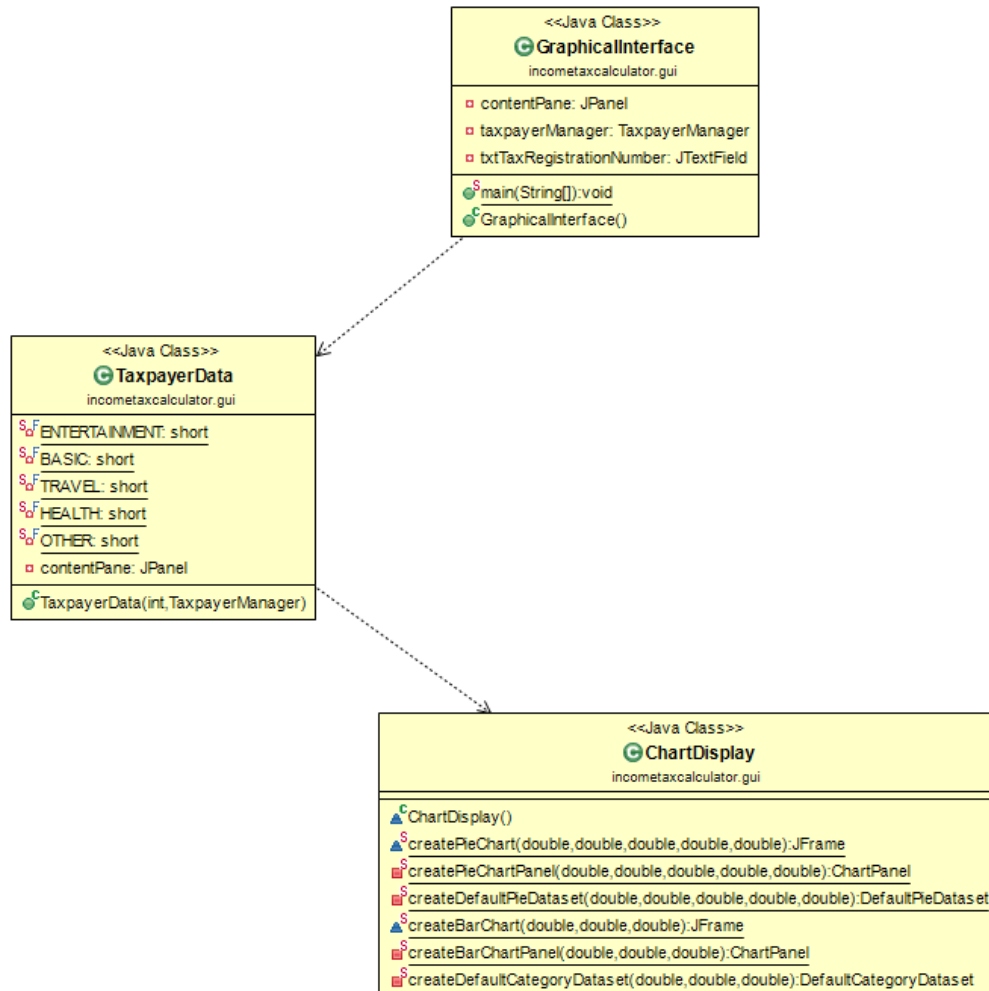 <<Java Class>>
C GraphicalInterface
incometaxcalculator.gui
contentPane: JPanel
taxpayerManager: TaxpayerManager
txtTaxRegistrationNumber: JTextField
S main(String[]):void
C GraphicalInterface()
<<Java Class>>
C TaxpayerData
incometaxcalculator.gui
S F ENTERTAINMENT: short
S F BASIC: short
S F TRAVEL: short
S F HEALTH: short
S F OTHER: short
contentPane: JPanel
C TaxpayerData(int,TaxpayerManager)
<<Java Class>>
C ChartDisplay
incometaxcalculator.gui
C ChartDisplay()
S createPieChart(double,double,double,double,double):JFrame
S createPieChartPanel(double,double,double,double,double):ChartPanel
S createDefaultPieDataset(double,double,double,double,double):DefaultPieDataset
S createBarChart(double,double,double):JFrame
S createBarChartPanel(double,double,double):ChartPanel
S createDefaultCategoryDataset(double,double,double):DefaultCategoryDataset